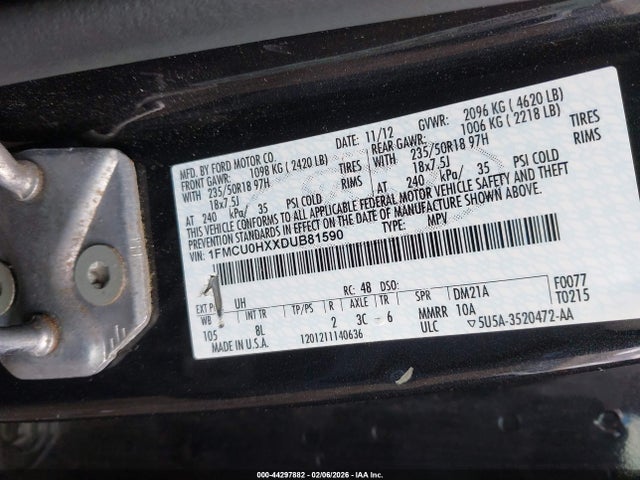 MFD. BY FORD MOTOR CO.
DATE: 11/12 GVWR: 2096 KG ( 4620 LB)
FRONT GAWR: 1098 KG ( 2420 LB)
REAR GAWR: 1006 KG ( 2218 LB)
WITH 235/50R18 97H TIRES
WITH 235/50R18 97H TIRES
18x7.5J RIMS
18x7.5J RIMS
AT 240 kPa/ 35 PSI COLD
AT 240 kPa/ 35 PSI COLD
THIS VEHICLE CONFORMS TO ALL APPLICABLE FEDERAL MOTOR VEHICLE SAFETY AND THEFT
PREVENTION STANDARDS IN EFFECT ON THE DATE OF MANUFACTURE SHOWN ABOVE.
VIN: 1FMCU0HXXDUB81590
TYPE: MPV
F0077
T0215
EXT PNT: UH RC: 48 DSO:
WB INT TR TP/PS R AXLE TR SPR DM21A
105 8L 2 3C - 6 MMRR 10A
MADE IN U.S.A. 1201211140636 ULC ▽5U5A-3520472-AA
000-44297882 - 02/06/2026 - IAA Inc.